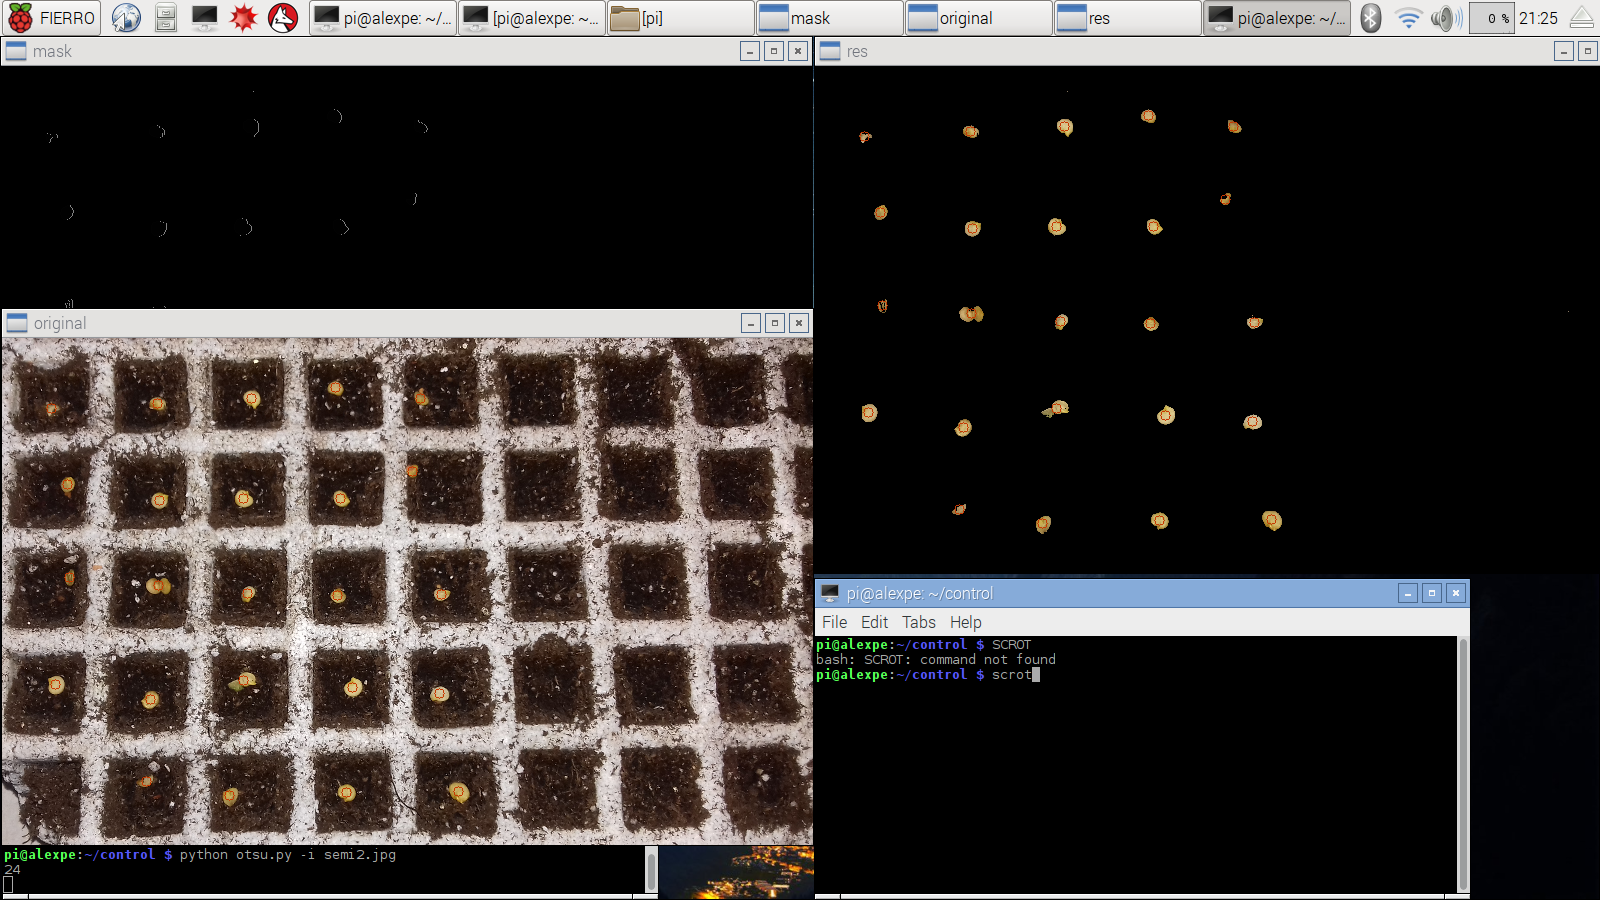 FIERRO
pi@alexpe: ~/...
[pi@alexpe: ~...
[pi]
mask
original
res
pi@alexpe: ~/...
0 %
21:25
mask
res
original
pi@alexpe: ~/control
File Edit Tabs Help
pi@alexpe:~/control $ SCROT
bash: SCROT: command not found
pi@alexpe:~/control $ scrot
pi@alexpe:~/control $ python otsu.py -i semi2.jpg
24